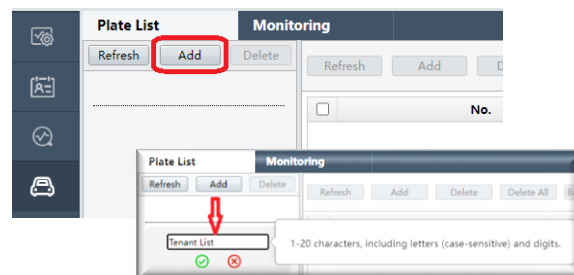 Plate List Monitoring
Refresh Add Delete Refresh Add
No.
Plate List Monitoring
Refresh Add Delete Refresh Add Delete Delete All
Tenant List 1-20 characters, including letters (case-sensitive) and digits.